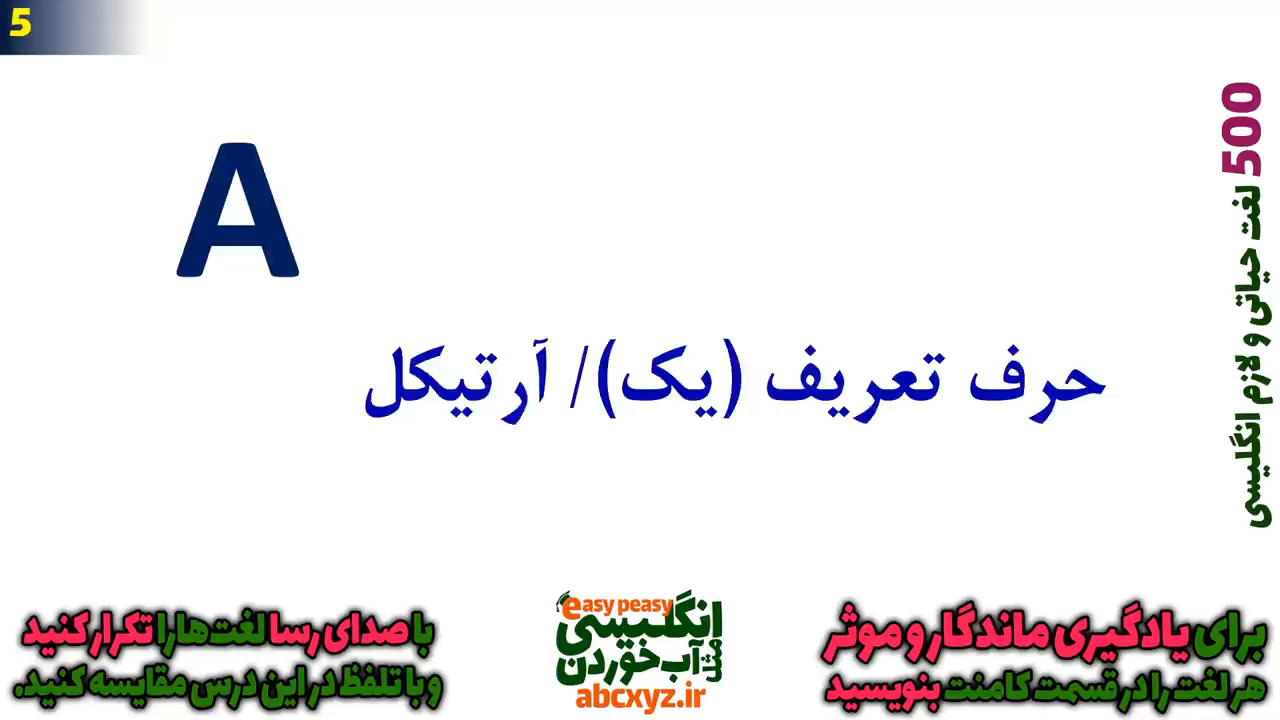 5
A
حرف تعریف (یک)/ آرتیکل
500 لغت حیاتی و لازم انگلیسی
برای یادگیری ماندگار و موثر
هر لغت را در قسمت کامنت بنویسید
easy peasy
انگلیسی
مثل آب خوردن
abcxyz.ir
با صدای رسا لغت‌ها را تکرار کنید
و با تلفظ در این درس مقایسه کنید.